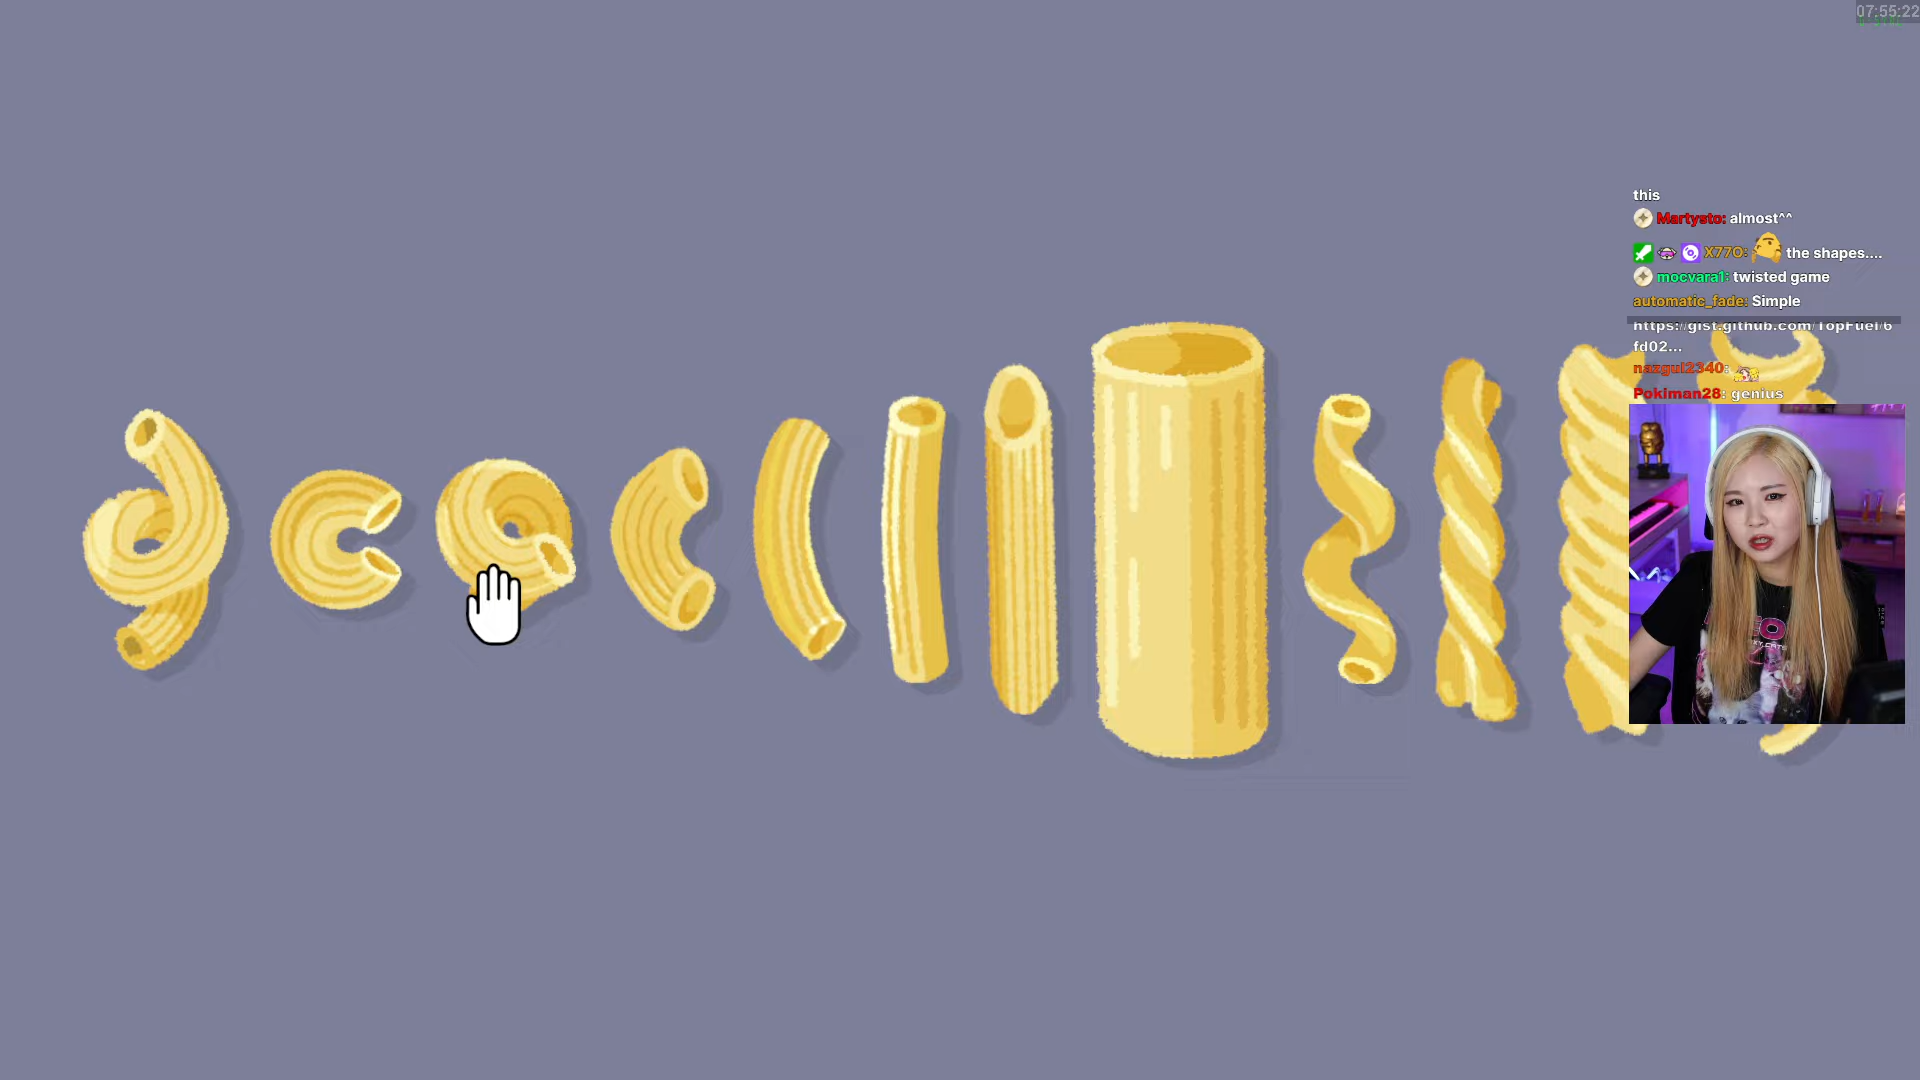 07:55:22
this
Martysto: almost^^
X77O: the shapes....
mocvara1: twisted game
automatic_fade: Simple
https://gist.github.com/TopFuel/6
fd02...
nazgul2340:
Pokiman28: genius